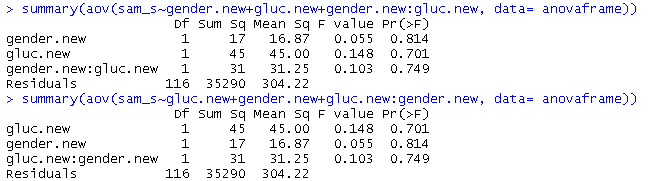 > summary(aov(sam_s~gender.new+gluc.new+gender.new:gluc.new, data= anovaframe))
                     Df Sum Sq Mean Sq F value Pr(>F)
gender.new            1     17   16.87   0.055  0.814
gluc.new              1     45   45.00   0.148  0.701
gender.new:gluc.new   1     31   31.25   0.103  0.749
Residuals           116  35290  304.22
> summary(aov(sam_s~gluc.new+gender.new+gluc.new:gender.new, data= anovaframe))
                     Df Sum Sq Mean Sq F value Pr(>F)
gluc.new              1     45   45.00   0.148  0.701
gender.new            1     17   16.87   0.055  0.814
gluc.new:gender.new   1     31   31.25   0.103  0.749
Residuals           116  35290  304.22